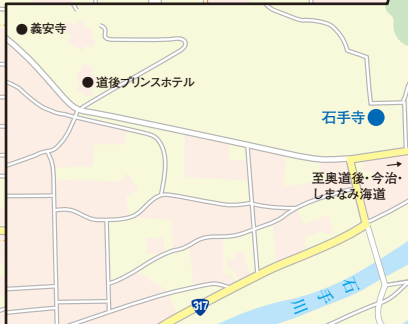 義安寺
道後プリンスホテル
石手寺
→
至奥道後・今治・
しまなみ海道
317
石手川